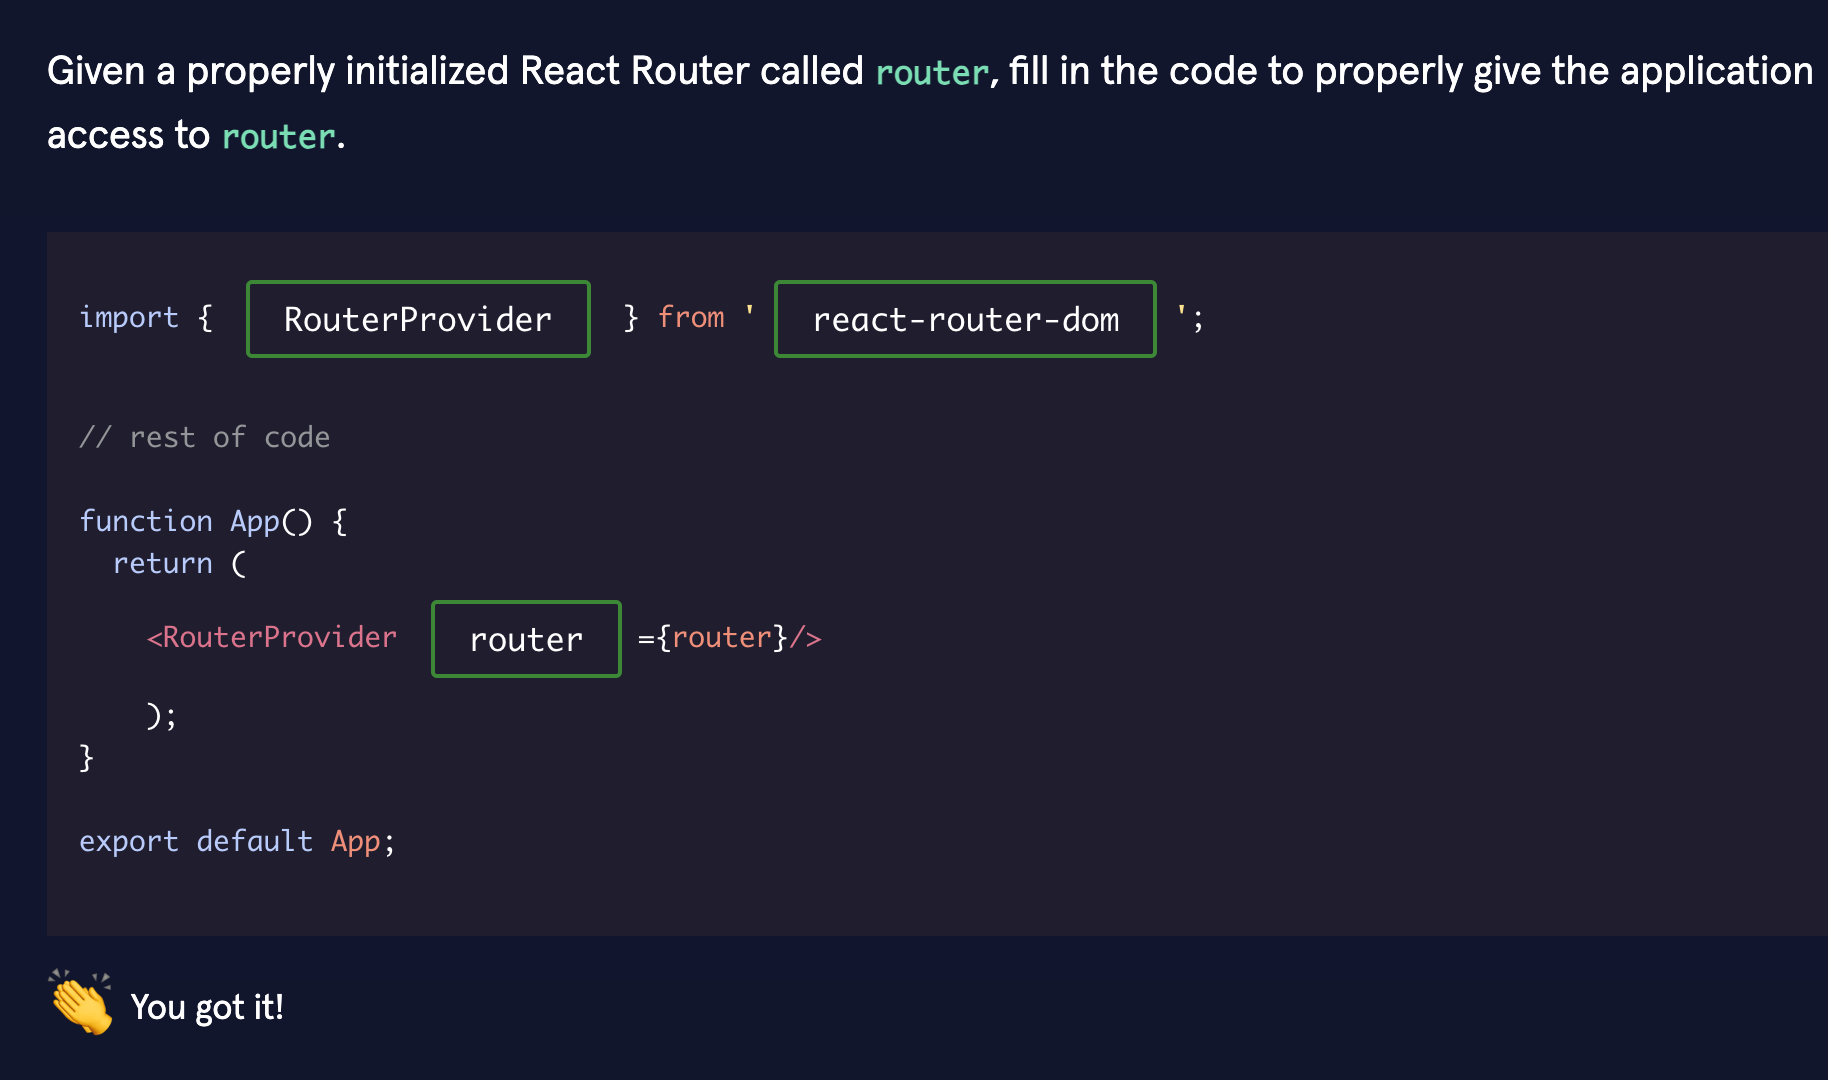 Given a properly initialized React Router called router, fill in the code to properly give the application
access to router.
import { RouterProvider } from ' react-router-dom ';
// rest of code
function App() {
return (
<RouterProvider router ={router}/>
);
}
export default App;
You got it!